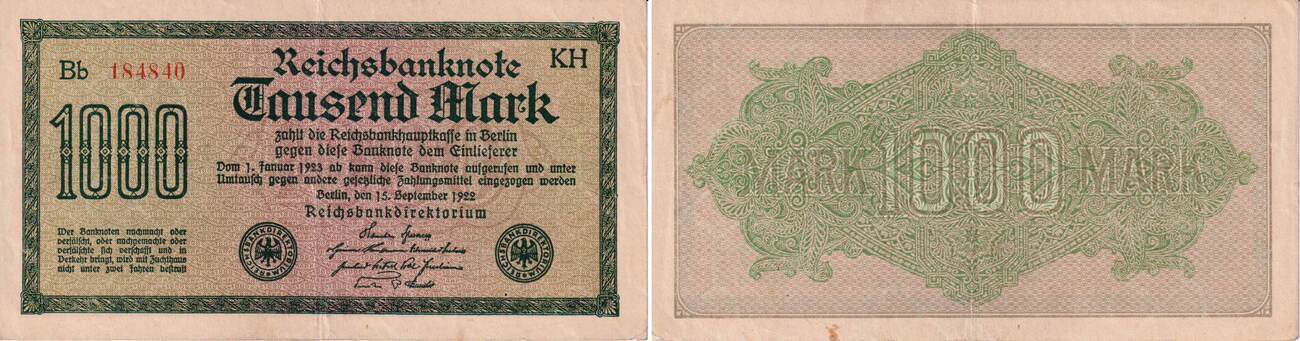 Bb 184840
KH
Reichsbanknote
Tausend Mark
1000
zahlt die Reichsbankhauptkasse in Berlin
gegen diese Banknote dem Einlieferer
Vom 1. Januar 1923 ab kann diese Banknote aufgerufen und unter
Umtausch gegen andere gesetzliche Zahlungsmittel eingezogen werden
Berlin, den 15. September 1922
Reichsbankdirektorium
Wer Banknoten nachmacht oder
verfälscht, oder nachgemachte oder
verfälschte sich verschafft und in
Verkehr bringt, wird mit Zuchthaus
nicht unter zwei Jahren bestraft
REICHSBANKDIREKTORIUM
REICHSBANKDIREKTORIUM
MARK 1000 MARK